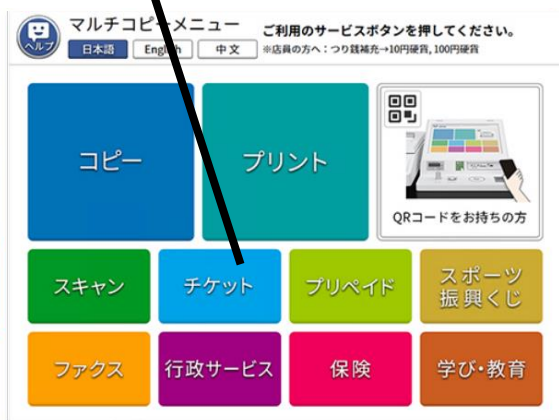 マルチコピーメニュー
ご利用のサービスボタンを押してください。
※店員の方へ:つり銭補充→10円硬貨, 100円硬貨
ヘルプ
日本語 English 中文
コピー
プリント
QRコードをお持ちの方
スキャン
チケット
プリペイド
スポーツ
振興くじ
ファクス
行政サービス
保険
学び・教育